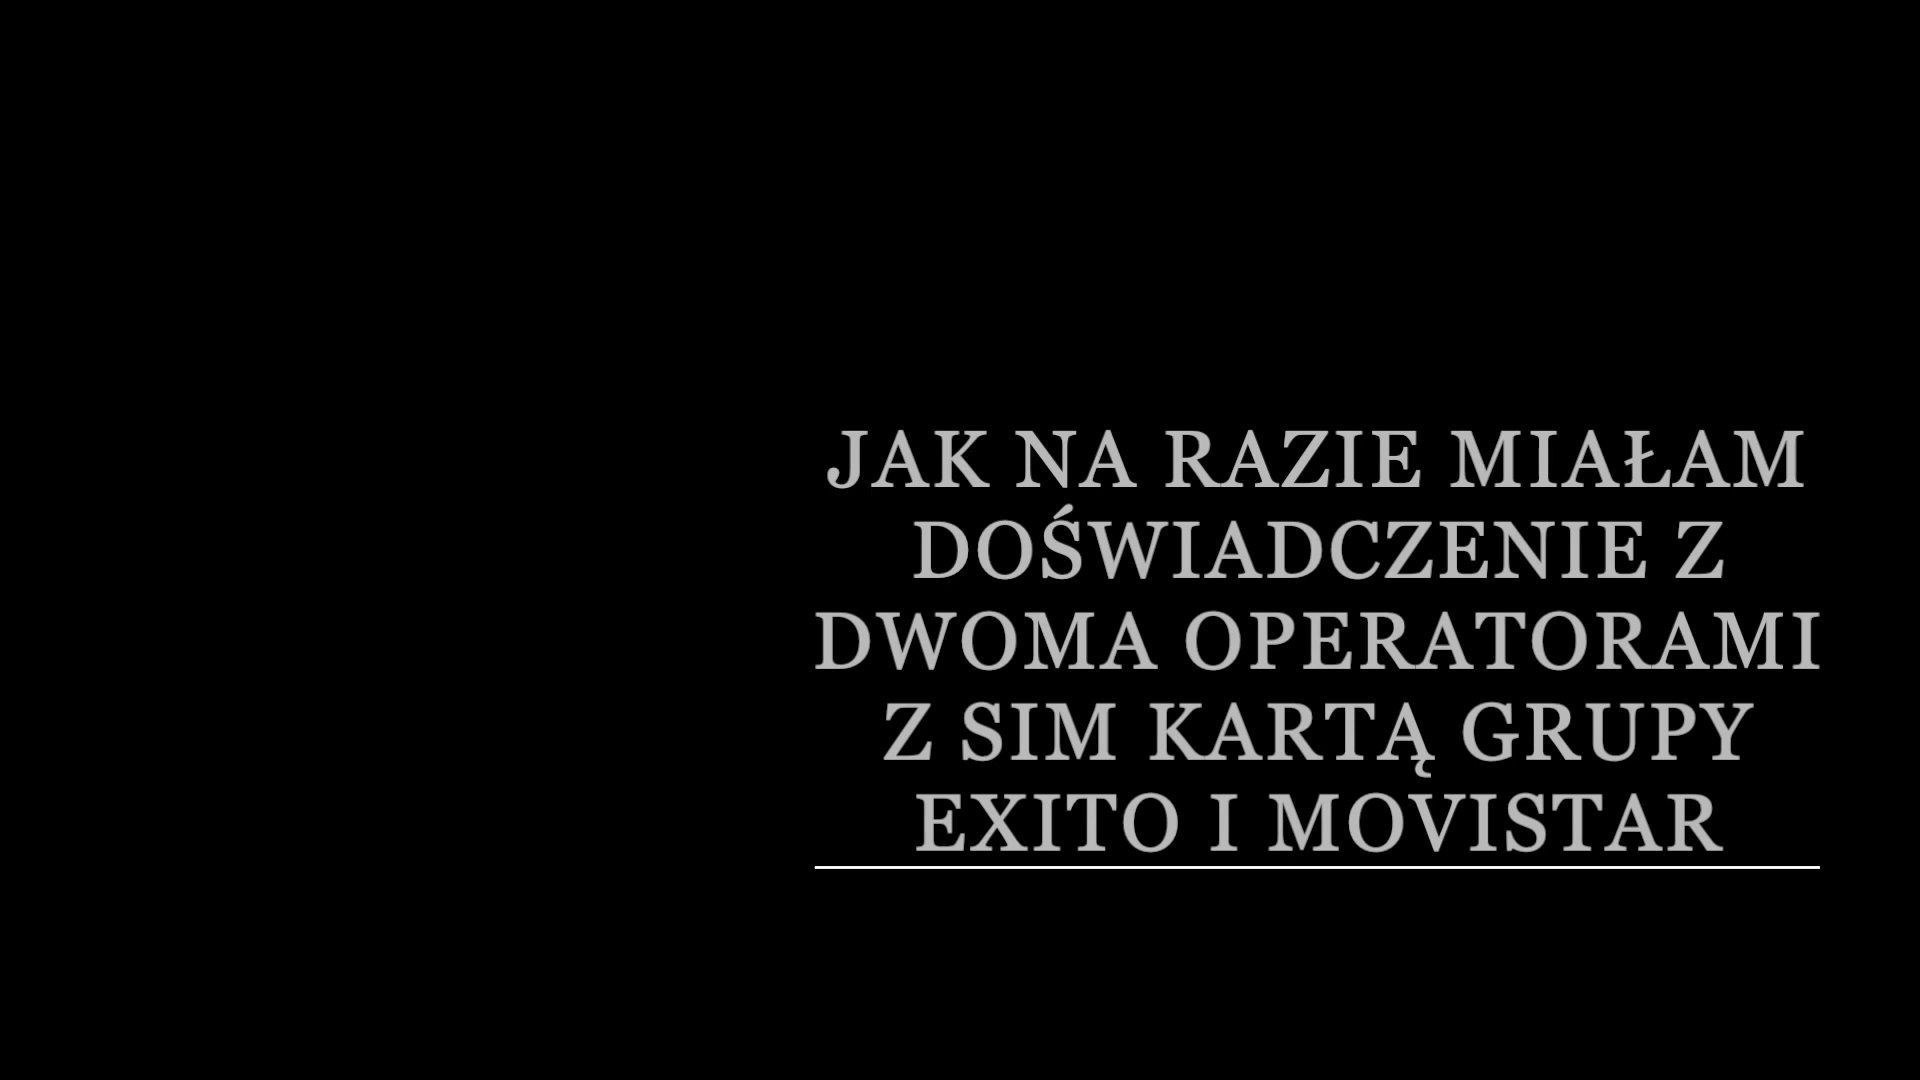 JAK NA RAZIE MIAŁAM
DOŚWIADCZENIE Z
DWOMA OPERATORAMI
Z SIM KARTĄ GRUPY
EXITO I MOVISTAR